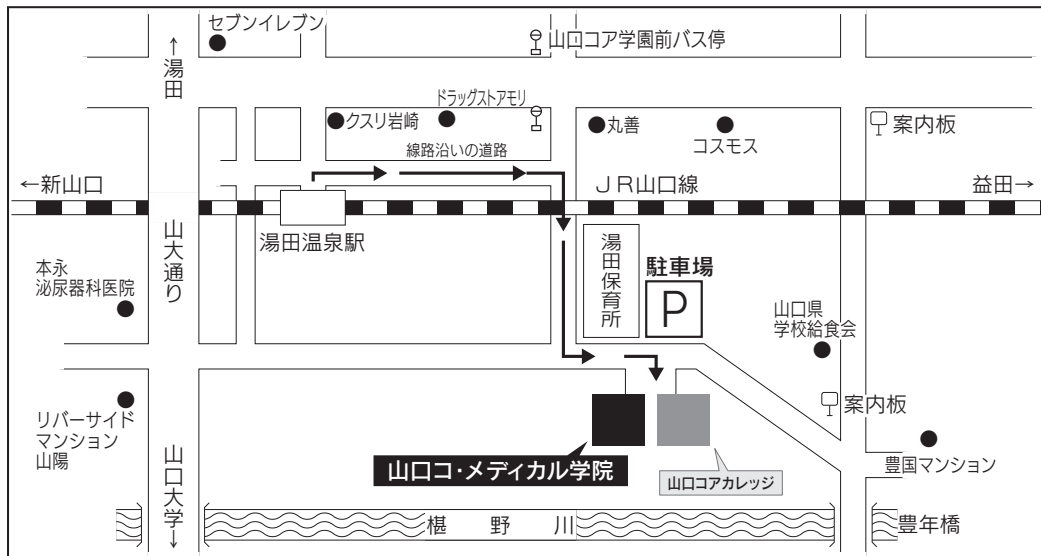 セブンイレブン
山口コア学園前バス停
←湯田
ドラッグストアモリ
クスリ岩崎
丸善
コスモス
案内板
線路沿いの道路
←新山口
JR山口線
益田→
湯田温泉駅
山大通り
湯田保育所
駐車場
P
本永
泌尿器科医院
山口県
学校給食会
案内板
リバーサイド
マンション
山陽
豊国マンション
山口コ・メディカル学院
山口コアカレッジ
山口大学→
椹野川
豊年橋